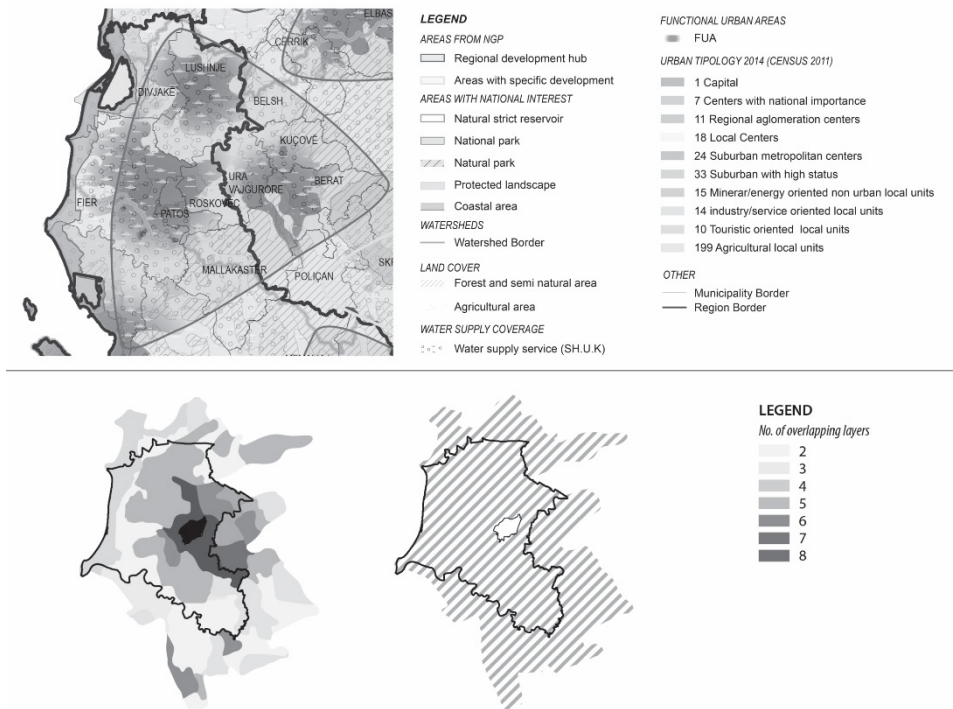 ELBAS
CERRIK
LUSHNJE
DIVJAKE
BELSH
KUÇOVË
URA
VAJGURORE
BERAT
FIER
ROSKOVEC
PATOS
MALLAKASTER
SKR
POLIÇAN
LEGEND
AREAS FROM NGP
Regional development hub
Areas with specific development
AREAS WITH NATIONAL INTEREST
Natural strict reservoir
National park
Natural park
Protected landscape
Coastal area
WATERSHEDS
Watershed Border
LAND COVER
Forest and semi natural area
Agricultural area
WATER SUPPLY COVERAGE
Water supply service (SH.U.K)
FUNCTIONAL URBAN AREAS
FUA
URBAN TIPOLOGY 2014 (CENSUS 2011)
1 Capital
7 Centers with national importance
11 Regional aglomeration centers
18 Local Centers
24 Suburban metropolitan centers
33 Suburban with high status
15 Minerar/energy oriented non urban local units
14 industry/service oriented local units
10 Touristic oriented local units
199 Agricultural local units
OTHER
Municipality Border
Region Border
LEGEND
No. of overlapping layers
2
3
4
5
6
7
8